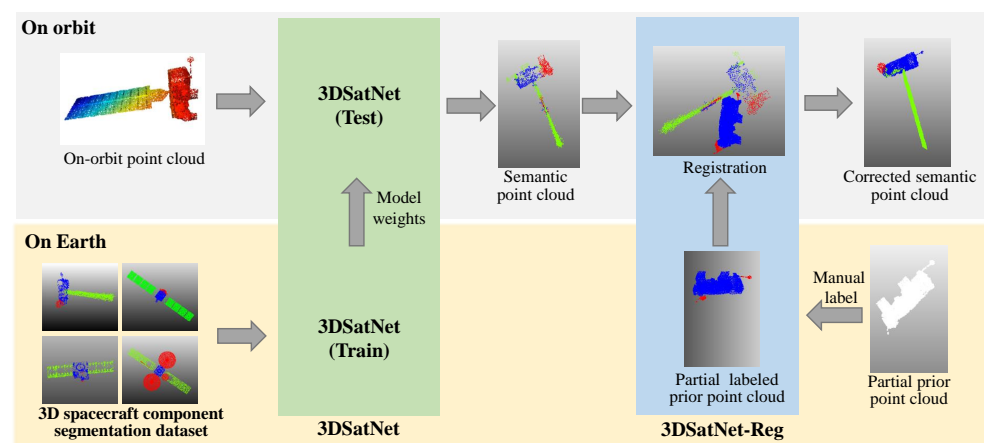 On orbit
On-orbit point cloud
3DSatNet
(Test)
Semantic
point cloud
Registration
Corrected semantic
point cloud
Model
weights
On Earth
3D spacecraft component
segmentation dataset
3DSatNet
(Train)
3DSatNet
Partial labeled
prior point cloud
3DSatNet-Reg
Manual
label
Partial prior
point cloud